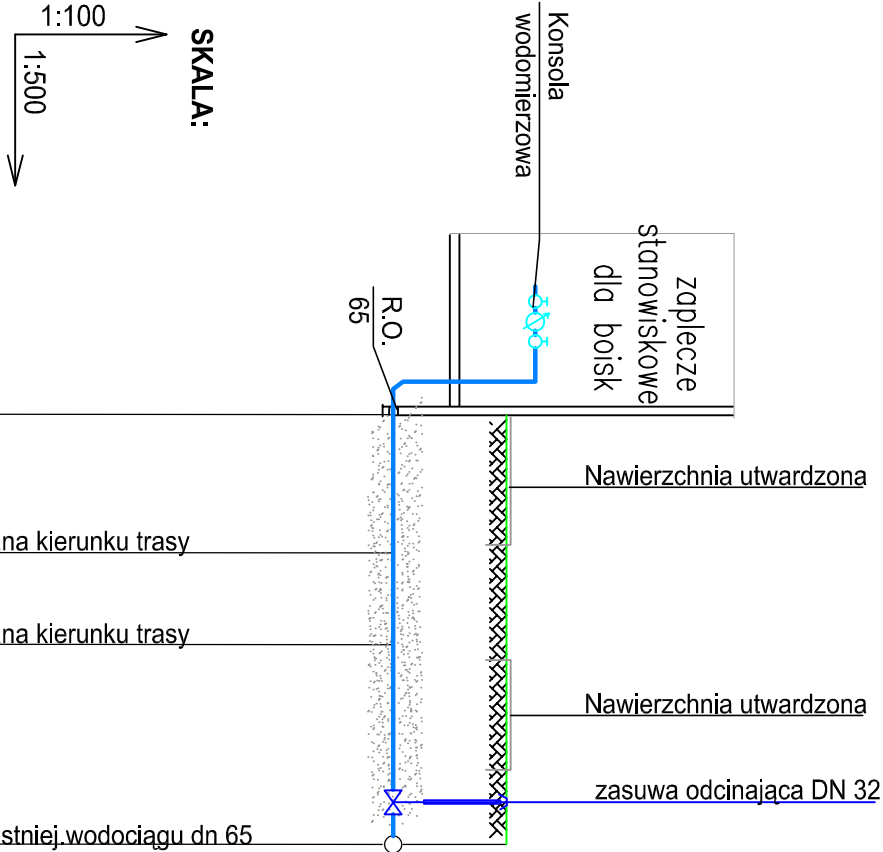 1:100
1:500
SKALA:
Konsola
wodomierzowa
zaplecze
stanowiskowe
dla boisk
R.O.
65
Nawierzchnia utwardzona
na kierunku trasy
na kierunku trasy
Nawierzchnia utwardzona
zasuwa odcinająca DN 32
stniej.wodociągu dn 65